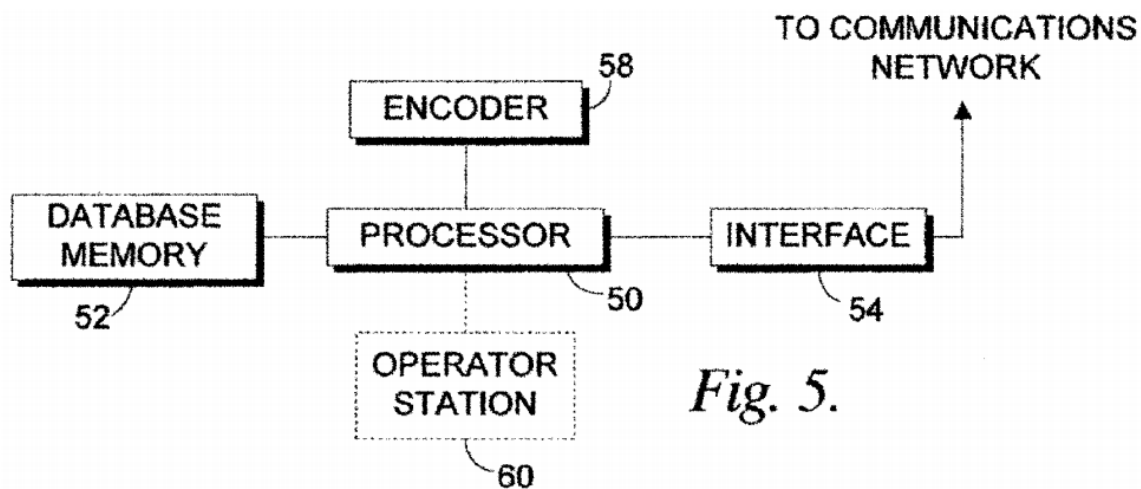 TO COMMUNICATIONS
NETWORK
58
ENCODER
DATABASE
MEMORY
PROCESSOR
INTERFACE
52
50
54
OPERATOR
STATION
Fig. 5.
60